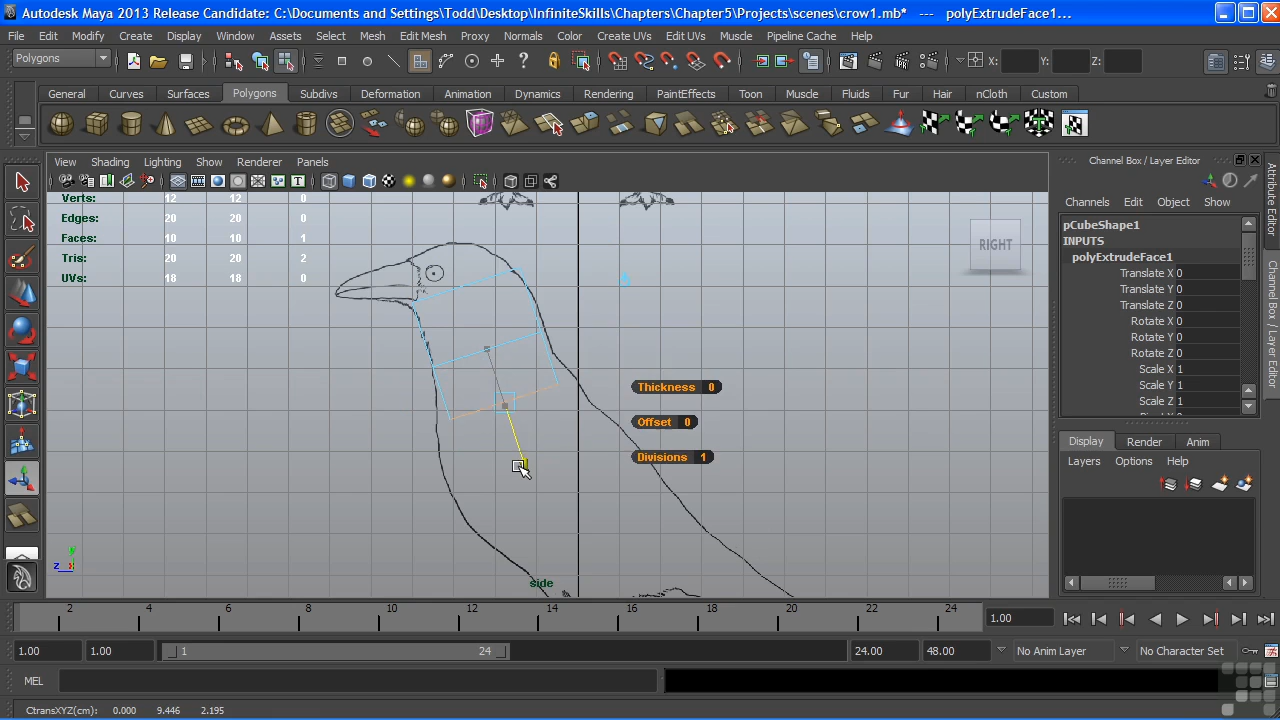 Autodesk Maya 2013 Release Candidate: C:\Documents and Settings\Todd\Desktop\InfiniteSkills\Chapters\Chapter5\Projects\scenes\crow1.mb* --- polyExtrudeFace1...
File Edit Modify Create Display Window Assets Select Mesh Edit Mesh Proxy Normals Color Create UVs Edit UVs Muscle Pipeline Cache Help
Polygons X: Y: Z:
General Curves Surfaces Polygons Subdivs Deformation Animation Dynamics Rendering PaintEffects Toon Muscle Fluids Fur Hair nCloth Custom
View Shading Lighting Show Renderer Panels
Channel Box / Layer Editor
Channels Edit Object Show
Verts: 12 12 0
Edges: 20 20 0
Faces: 10 10 1
Tris: 20 20 2
UVs: 18 18 0
RIGHT
pCubeShape1
INPUTS
polyExtrudeFace1
Translate X 0
Translate Y 0
Translate Z 0
Rotate X 0
Rotate Y 0
Rotate Z 0
Scale X 1
Scale Y 1
Scale Z 1
Attribute Editor
Channel Box / Layer Editor
Thickness 0
Offset 0
Divisions 1
Display Render Anim
Layers Options Help
y
z x
side
2 4 6 8 10 12 14 16 18 20 22 24
1.00
1.00 1.00 1 24 24.00 48.00 No Anim Layer No Character Set
MEL
CtransXYZ(cm): 0.000 9.446 2.195